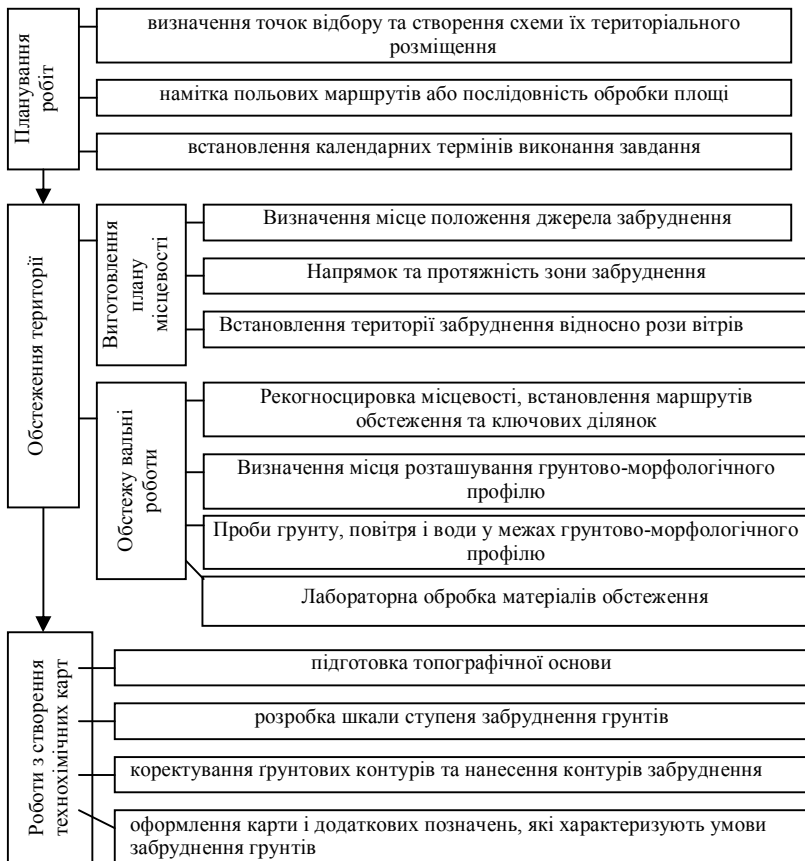 Планування
робіт
визначення точок відбору та створення схеми їх територіального
розміщення
намітка польових маршрутів або послідовність обробки площі
встановлення календарних термінів виконання завдання
Обстеження території
Виготовлення
плану
місцевості
Визначення місце положення джерела забруднення
Напрямок та протяжність зони забруднення
Встановлення території забруднення відносно рози вітрів
Обстежу вальні
роботи
Рекогносцировка місцевості, встановлення маршрутів
обстеження та ключових ділянок
Визначення місця розташування грунтово-морфологічного
профілю
Проби грунту, повітря і води у межах грунтово-морфологічного
профілю
Лабораторна обробка матеріалів обстеження
Роботи з створення
технохімічних карт
підготовка топографічної основи
розробка шкали ступеня забруднення грунтів
коректування ґрунтових контурів та нанесення контурів забруднення
оформлення карти і додаткових позначень, які характеризують умови
забруднення грунтів